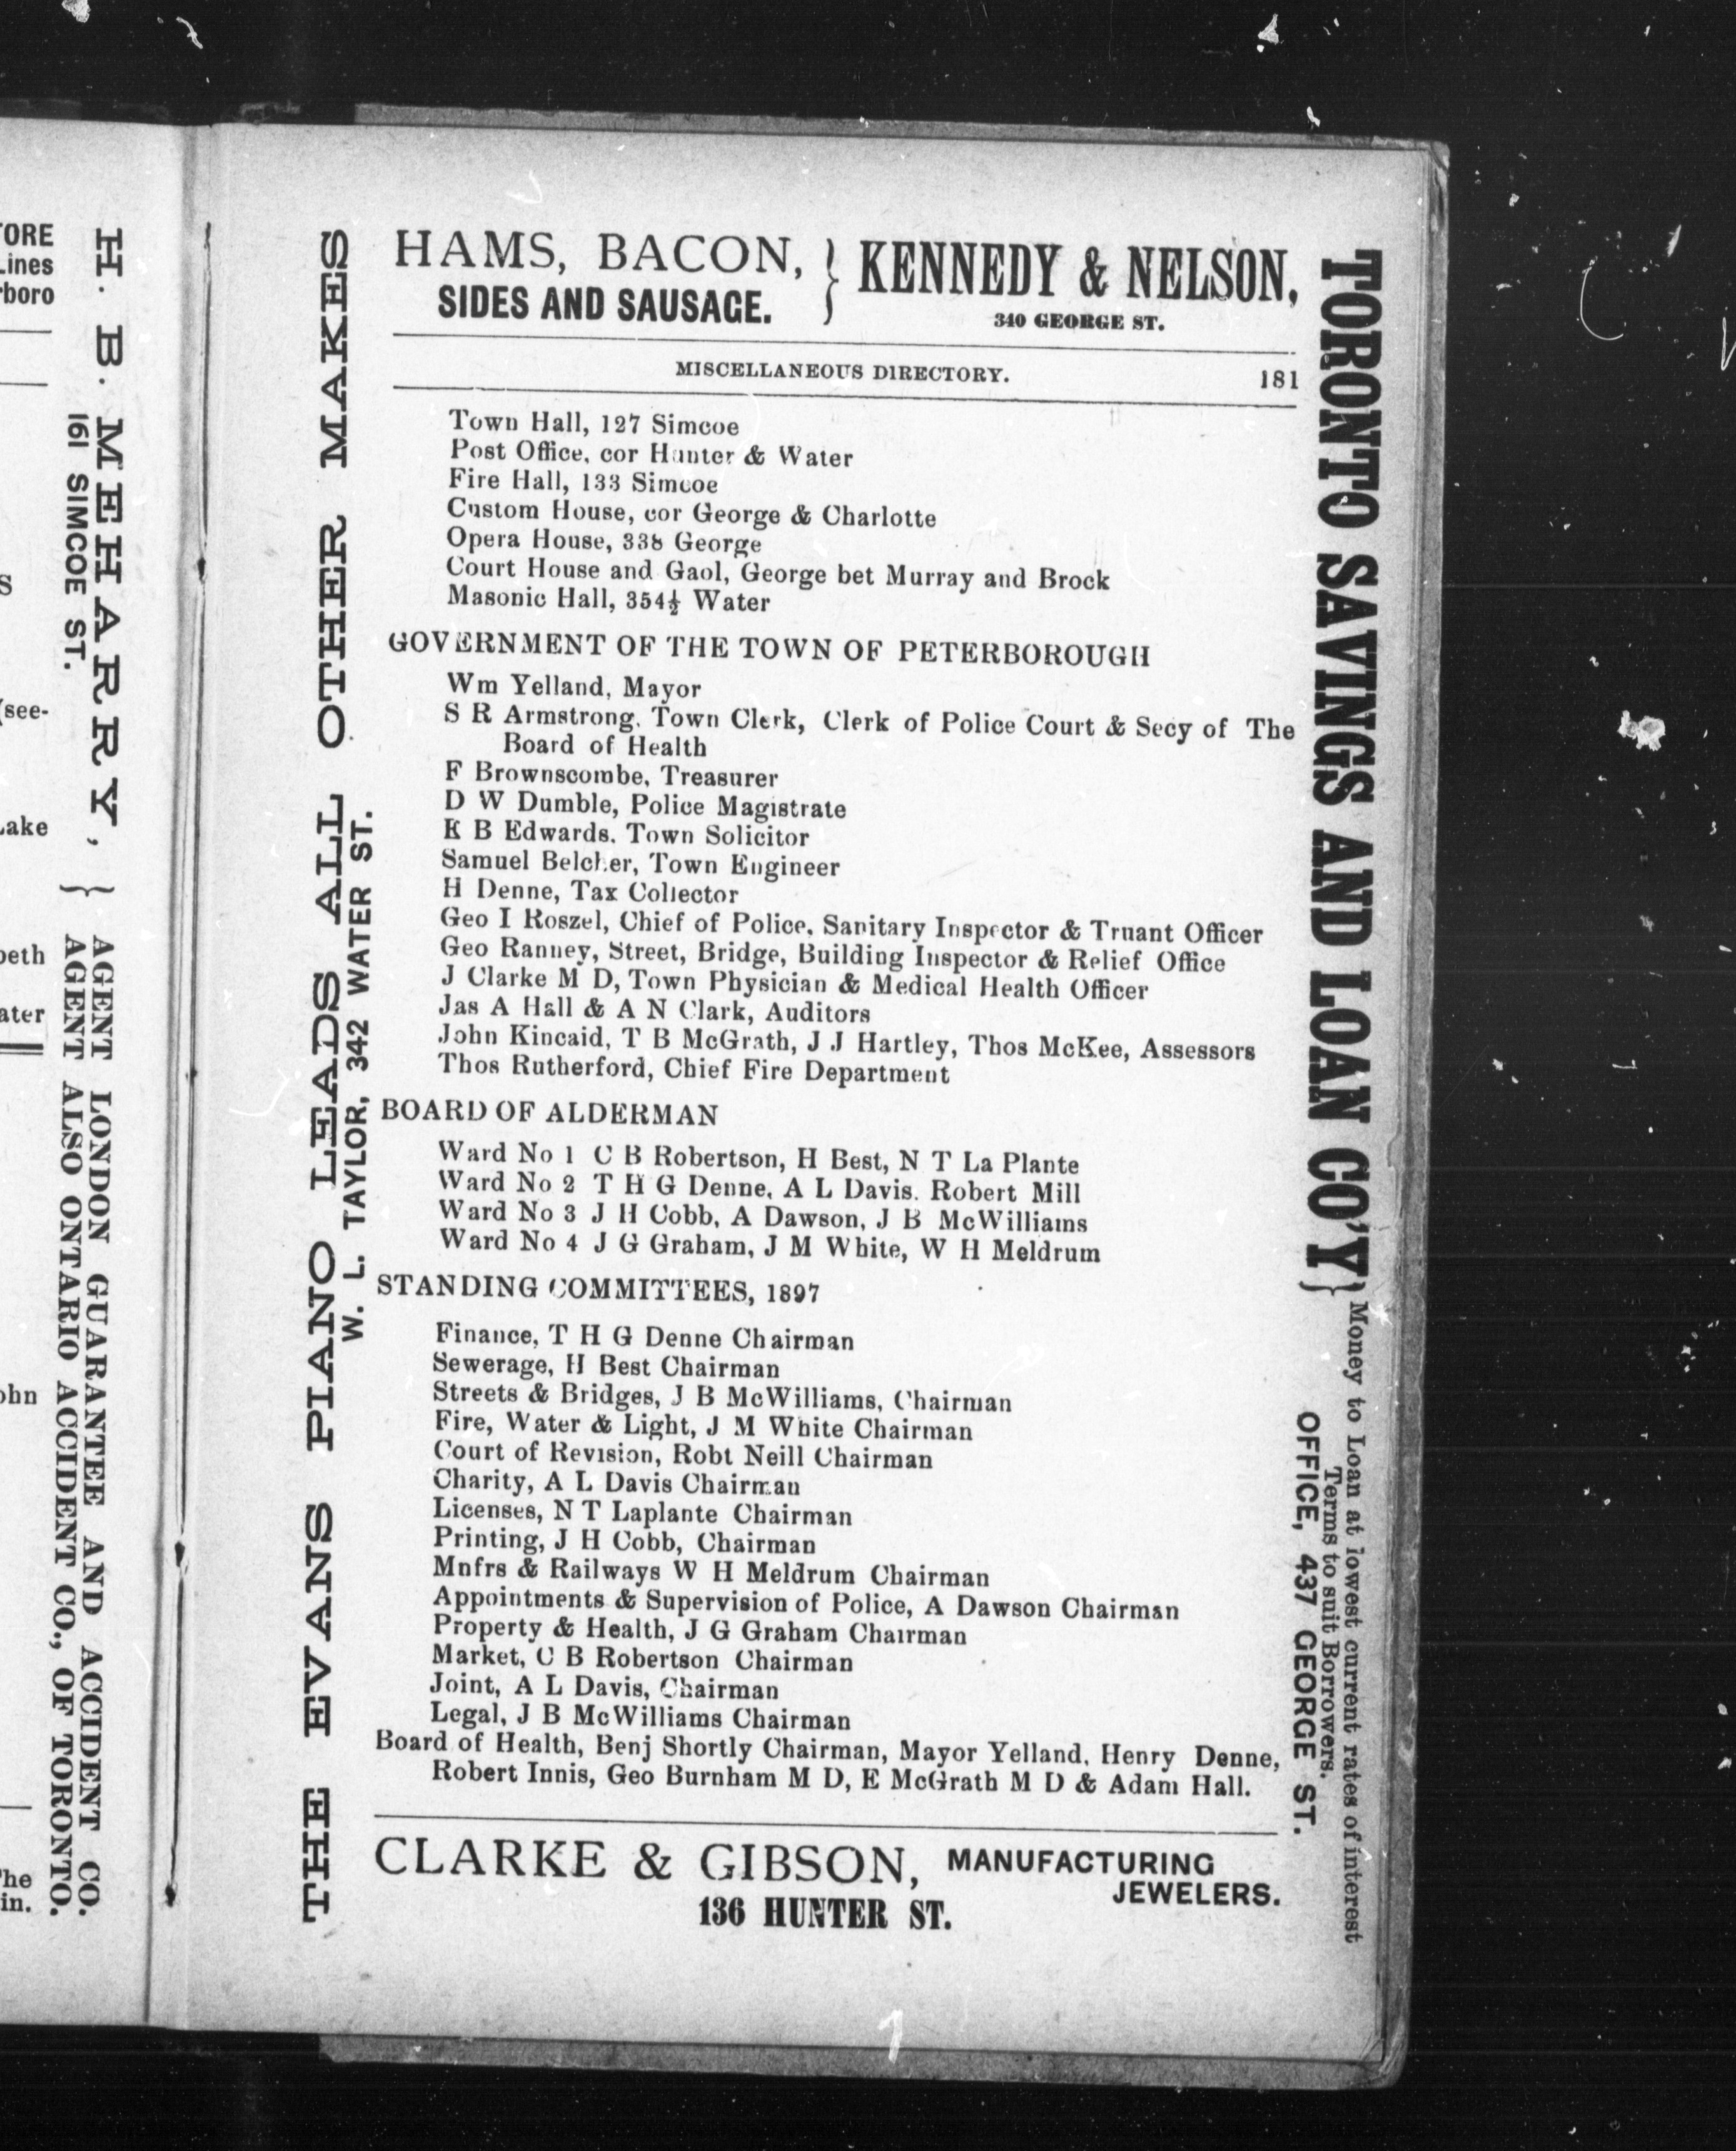 TORE
Lines
rboro
S
(see-
Lake
beth
ater
ohn
The
in.
H. B. MEHARRY, } AGENT LONDON GUARANTEE AND ACCIDENT CO.
161 SIMCOE ST. } AGENT ALSO ONTARIO ACCIDENT CO., OF TORONTO.
THE EVANS PIANO LEADS ALL OTHER MAKES
W. L. TAYLOR, 342 WATER ST.
HAMS, BACON, } KENNEDY & NELSON,
SIDES AND SAUSAGE. 340 GEORGE ST.
MISCELLANEOUS DIRECTORY. 181
Town Hall, 127 Simcoe
Post Office, cor Hunter & Water
Fire Hall, 133 Simcoe
Custom House, cor George & Charlotte
Opera House, 338 George
Court House and Gaol, George bet Murray and Brock
Masonic Hall, 354½ Water
GOVERNMENT OF THE TOWN OF PETERBOROUGH
Wm Yelland, Mayor
S R Armstrong, Town Clerk, Clerk of Police Court & Secy of The
Board of Health
F Brownscombe, Treasurer
D W Dumble, Police Magistrate
E B Edwards. Town Solicitor
Samuel Belcher, Town Engineer
H Denne, Tax Collector
Geo I Roszel, Chief of Police, Sanitary Inspector & Truant Officer
Geo Ranney, Street, Bridge, Building Inspector & Relief Office
J Clarke M D, Town Physician & Medical Health Officer
Jas A Hall & A N Clark, Auditors
John Kincaid, T B McGrath, J J Hartley, Thos McKee, Assessors
Thos Rutherford, Chief Fire Department
BOARD OF ALDERMAN
Ward No 1 C B Robertson, H Best, N T La Plante
Ward No 2 T H G Denne, A L Davis. Robert Mill
Ward No 3 J H Cobb, A Dawson, J B McWilliams
Ward No 4 J G Graham, J M White, W H Meldrum
STANDING COMMITTEES, 1897
Finance, T H G Denne Chairman
Sewerage, H Best Chairman
Streets & Bridges, J B McWilliams, Chairman
Fire, Water & Light, J M White Chairman
Court of Revision, Robt Neill Chairman
Charity, A L Davis Chairman
Licenses, N T Laplante Chairman
Printing, J H Cobb, Chairman
Mnfrs & Railways W H Meldrum Chairman
Appointments & Supervision of Police, A Dawson Chairman
Property & Health, J G Graham Chairman
Market, C B Robertson Chairman
Joint, A L Davis, Chairman
Legal, J B McWilliams Chairman
Board of Health, Benj Shortly Chairman, Mayor Yelland, Henry Denne,
Robert Innis, Geo Burnham M D, E McGrath M D & Adam Hall.
CLARKE & GIBSON, MANUFACTURING
JEWELERS.
136 HUNTER ST.
TORONTO SAVINGS AND LOAN CO'Y }
Money to Loan at lowest current rates of interest
Terms to suit Borrowers.
OFFICE, 437 GEORGE ST.